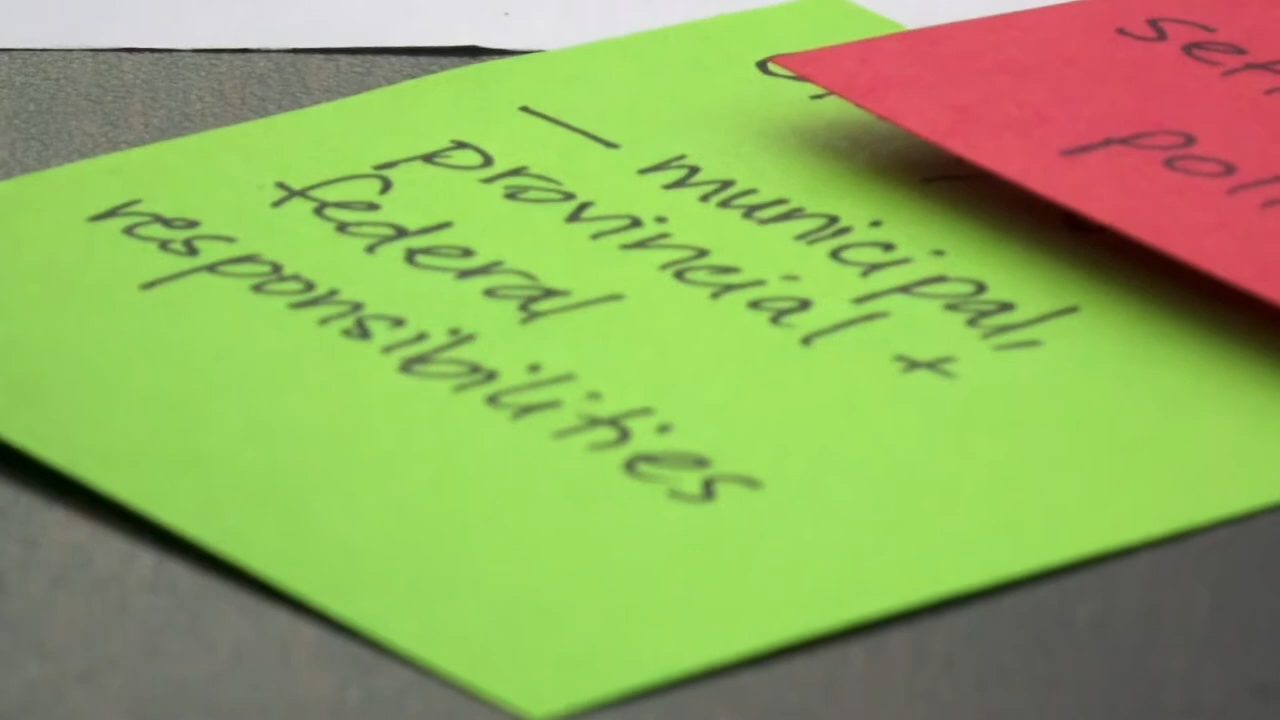 — municipal,
provincial +
federal
responsibilities